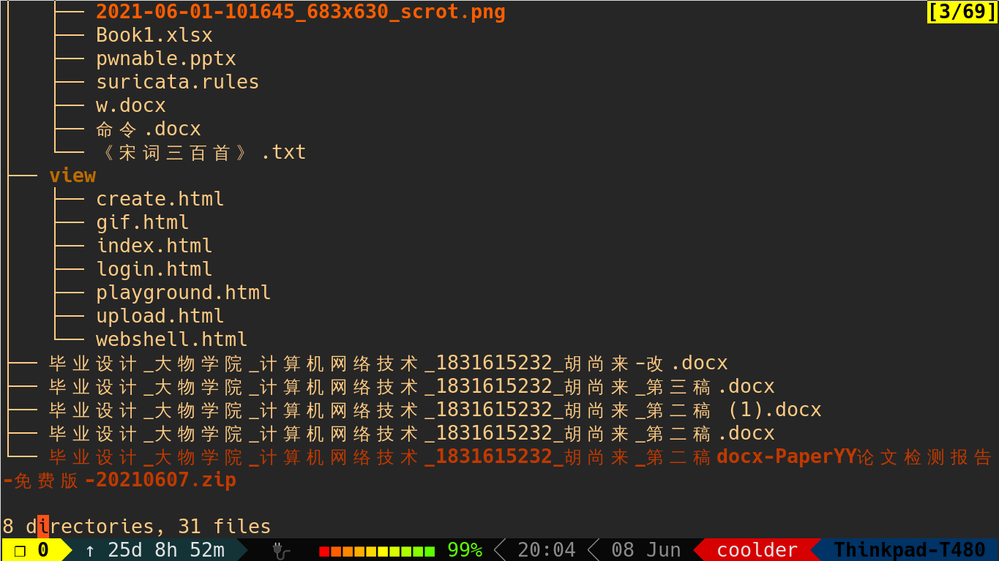 2021-06-01-101645_683x630_scrot.png [3/69]
Book1.xlsx
pwnable.pptx
suricata.rules
w.docx
命令.docx
《宋词三百首》.txt
view
create.html
gif.html
index.html
login.html
playground.html
upload.html
webshell.html
毕业设计_大物学院_计算机网络技术_1831615232_胡尚来-改.docx
毕业设计_大物学院_计算机网络技术_1831615232_胡尚来_第三稿.docx
毕业设计_大物学院_计算机网络技术_1831615232_胡尚来_第二稿 (1).docx
毕业设计_大物学院_计算机网络技术_1831615232_胡尚来_第二稿.docx
毕业设计_大物学院_计算机网络技术_1831615232_胡尚来_第二稿docx-PaperYY论文检测报告
-免费版-20210607.zip
8 directories, 31 files
❐ 0 ↑ 25d 8h 52m 99% 20:04 08 Jun coolder Thinkpad-T480